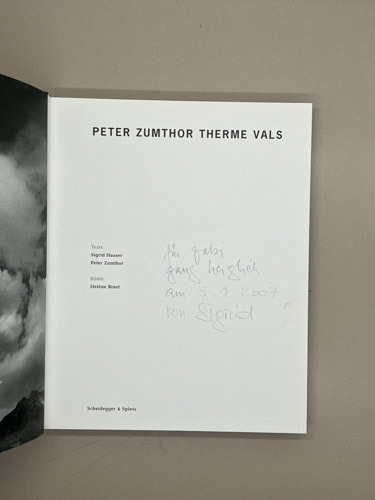 PETER ZUMTHOR THERME VALS
Texte
Sigrid Hauser
Peter Zumthor
Bilder
Hélène Binet
für Gabi
ganz herzlich
am 5.1.2007
von Sigrid
Scheidegger & Spiess